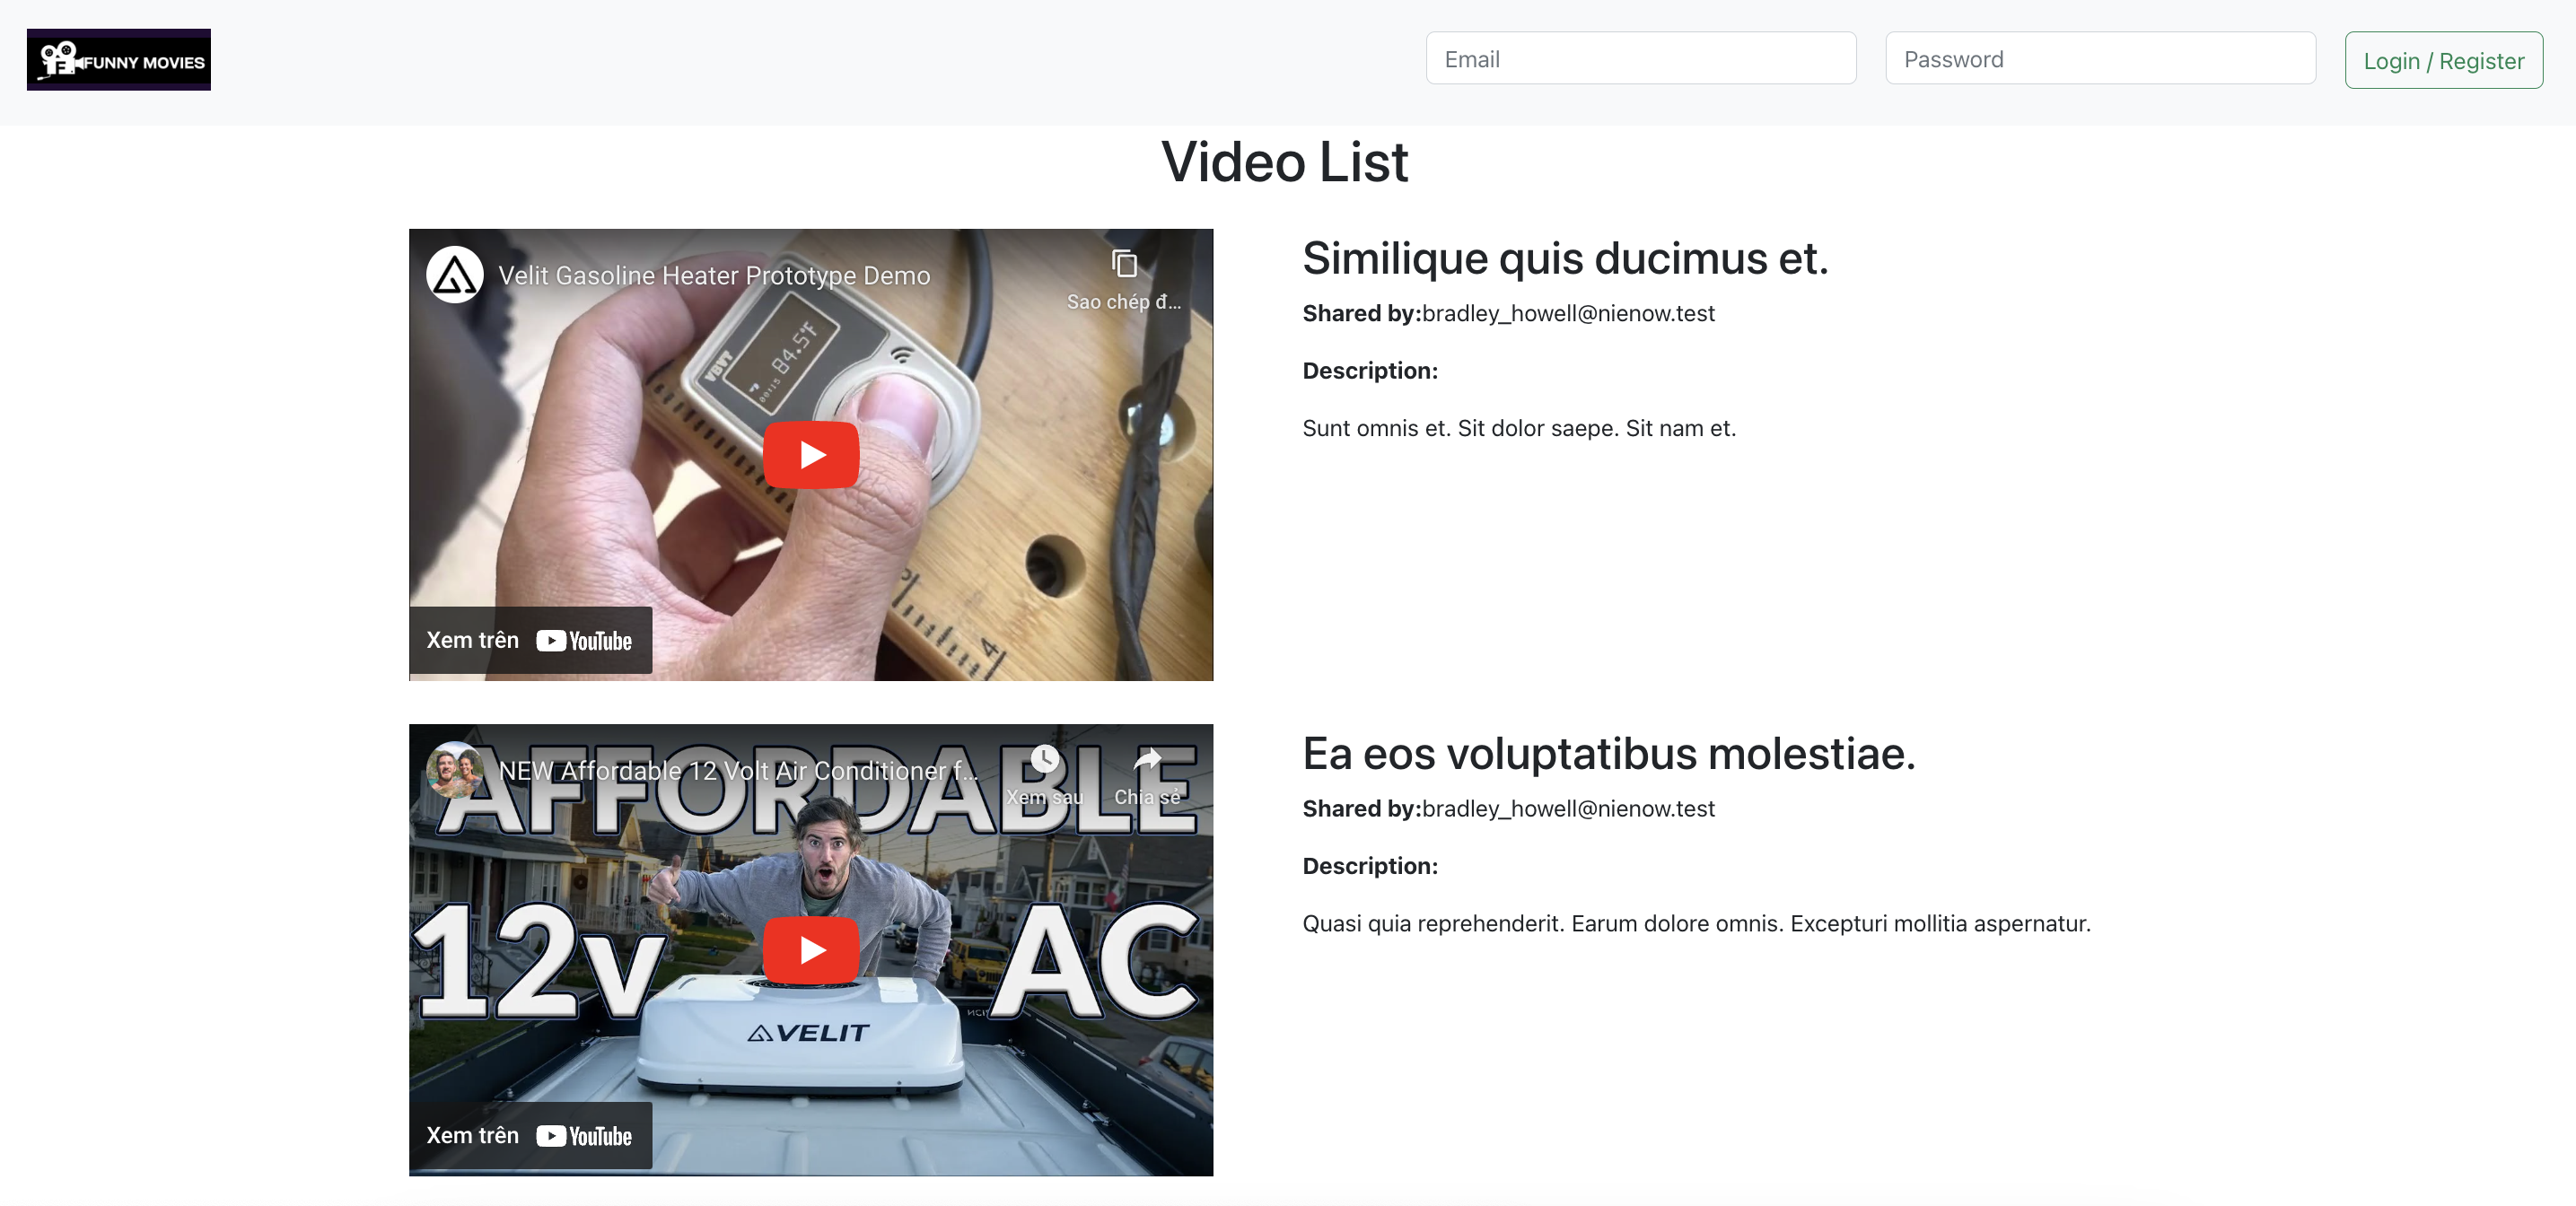 FUNNY MOVIES
Email
Password
Login / Register
Video List
Velit Gasoline Heater Prototype Demo
Sao chép đ...
VBVT
84.5°F
4
Xem trên YouTube
Similique quis ducimus et.
Shared by:bradley_howell@nienow.test
Description:
Sunt omnis et. Sit dolor saepe. Sit nam et.
NEW Affordable 12 Volt Air Conditioner f...
Xem sau
Chia sẻ
AFFORDABLE
12v AC
VELIT
Xem trên YouTube
Ea eos voluptatibus molestiae.
Shared by:bradley_howell@nienow.test
Description:
Quasi quia reprehenderit. Earum dolore omnis. Excepturi mollitia aspernatur.